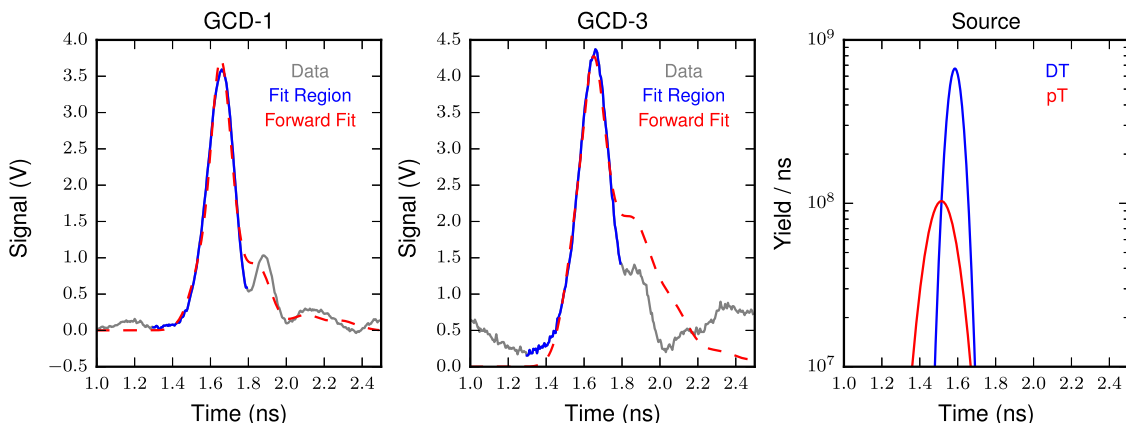 GCD-1
Signal (V)
4.0
3.5
3.0
2.5
2.0
1.5
1.0
0.5
0.0
−0.5
Data
Fit Region
Forward Fit
1.0 1.2 1.4 1.6 1.8 2.0 2.2 2.4
Time (ns)
GCD-3
Signal (V)
4.5
4.0
3.5
3.0
2.5
2.0
1.5
1.0
0.5
0.0
Data
Fit Region
Forward Fit
1.0 1.2 1.4 1.6 1.8 2.0 2.2 2.4
Time (ns)
Source
Yield / ns
10⁹
10⁸
10⁷
DT
pT
1.0 1.2 1.4 1.6 1.8 2.0 2.2 2.4
Time (ns)